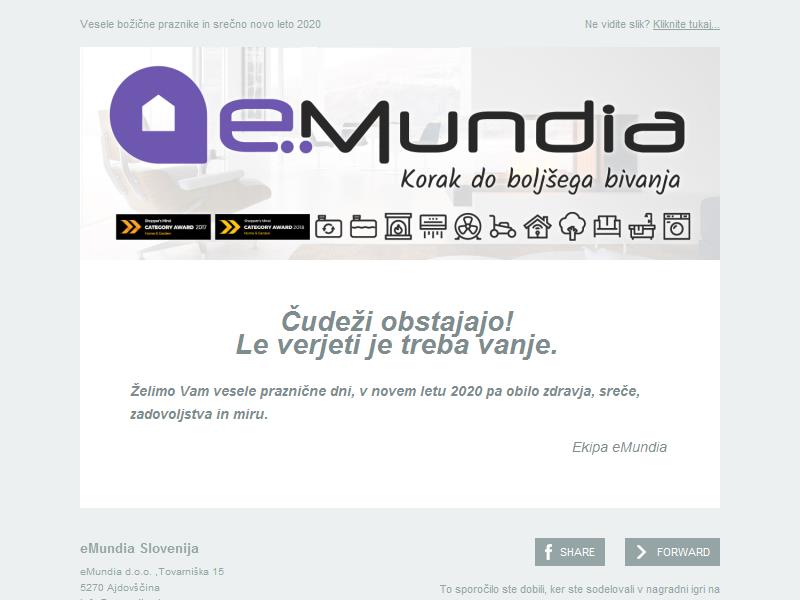 Vesele božične praznike in srečno novo leto 2020
Ne vidite slik? Kliknite tukaj...
eMundia
Korak do boljšega bivanja
Shopper's Mind
CATEGORY AWARD 2017
Home & Garden
Shopper's Mind
CATEGORY AWARD 2018
Home & Garden
Čudeži obstajajo!
Le verjeti je treba vanje.
Želimo Vam vesele praznične dni, v novem letu 2020 pa obilo zdravja, sreče,
zadovoljstva in miru.
Ekipa eMundia
eMundia Slovenija
SHARE
FORWARD
eMundia d.o.o. ,Tovarniška 15
5270 Ajdovščina
To sporočilo ste dobili, ker ste sodelovali v nagradni igri na